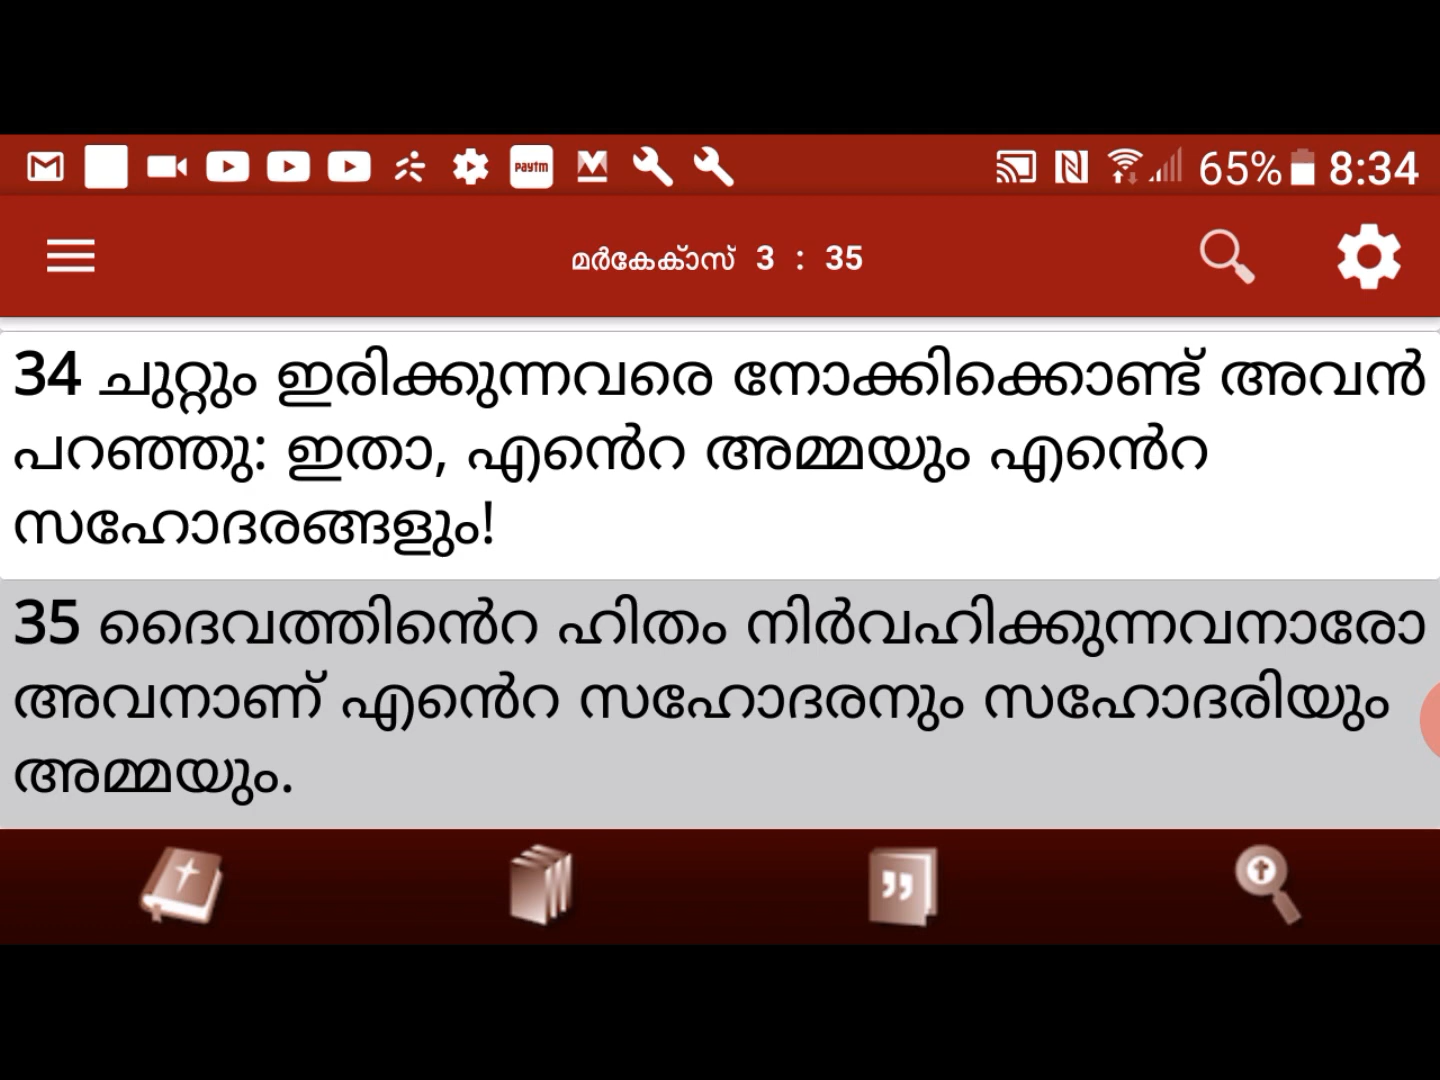 paytm 65% 8:34
മർകേക്ാസ് 3 : 35
34 ചുറ്റും ഇരിക്കുന്നവരെ നോക്കിക്കൊണ്ട് അവൻ
പറഞ്ഞു: ഇതാ, എൻെറ അമ്മയും എൻെറ
സഹോദരങ്ങളും!
35 ദൈവത്തിൻെറ ഹിതം നിർവഹിക്കുന്നവനാരോ
അവനാണ് എൻെറ സഹോദരനും സഹോദരിയും
അമ്മയും.